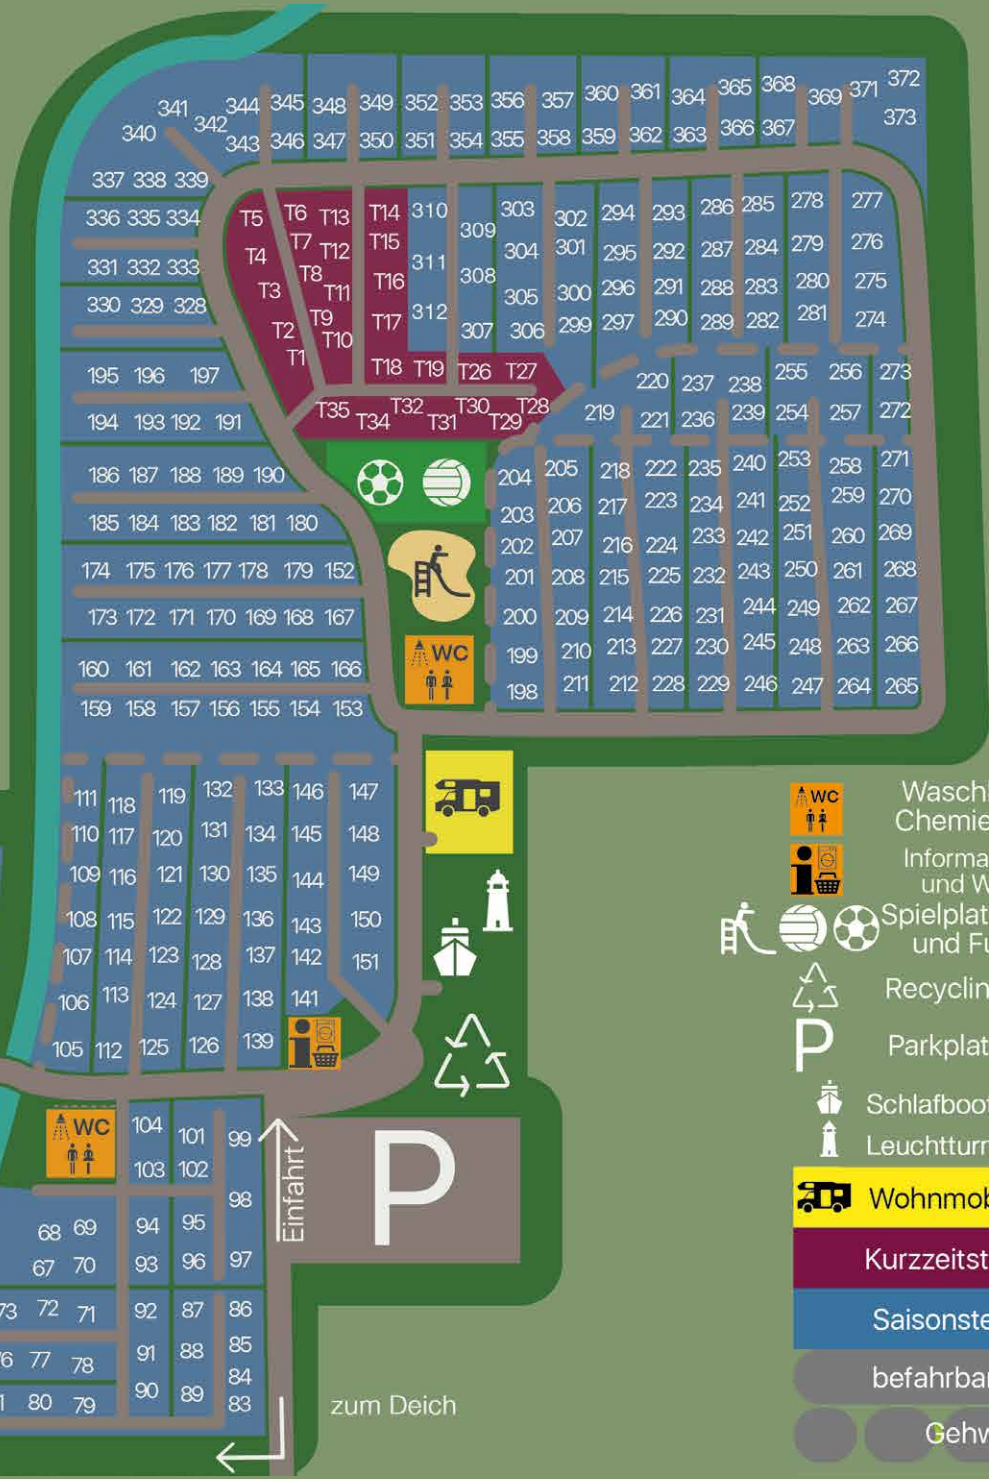 372
365 368
341 344 345 348 349 352 353 356 357 360 361 364 369 371
340 342 343 346 347 350 351 354 355 358 359 362 363 366 367 373
337 338 339
336 335 334 T5 T6 T13 T14 310 309 303 302 294 293 286 285 278 277
T4 T7 T12 T15 311 308 304 301 295 292 287 284 279 276
331 332 333 T3 T8 T11 T16 312 305 300 296 291 288 283 280 275
330 329 328 T2 T9 T10 T17 307 306 299 297 290 289 282 281 274
T1 T18 T19 T26 T27
195 196 197 220 237 238 255 256 273
T35 T34 T32 T31 T30 T29 T28
194 193 192 191 219 221 236 239 254 257 272
186 187 188 189 190 204 205 218 222 235 240 253 258 271
203 206 217 223 234 241 252 259 270
185 184 183 182 181 180 202 207 216 224 233 242 251 260 269
174 175 176 177 178 179 152 201 208 215 225 232 243 250 261 268
173 172 171 170 169 168 167 200 209 214 226 231 244 249 262 267
WC
160 161 162 163 164 165 166 199 210 213 227 230 245 248 263 266
159 158 157 156 155 154 153 198 211 212 228 229 246 247 264 265
111 118 119 132 133 146 147
110 117 120 131 134 145 148
109 116 121 130 135 144 149
108 115 122 129 136 143 150
107 114 123 128 137 142 151
106 113 124 127 138 141
105 112 125 126 139
WC
104 101 99
103 102 98
68 69 94 95
67 70 93 96 97
Einfahrt
P
72 71 92 87 86
77 78 91 88 85
84
80 79 90 89 83
zum Deich
WC
P
Wohnmob
Kurzzeitst